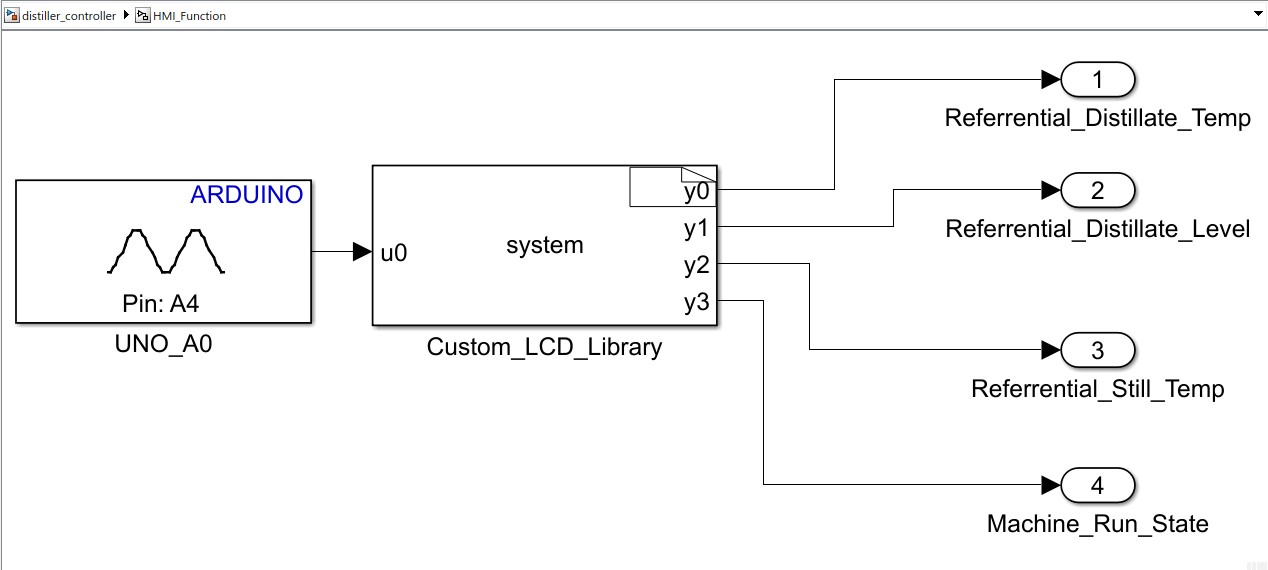 distiller_controller HMI_Function
1
Referrential_Distillate_Temp
ARDUINO
Pin: A4
UNO_A0
u0
system
y0
y1
y2
y3
Custom_LCD_Library
2
Referrential_Distillate_Level
3
Referrential_Still_Temp
4
Machine_Run_State